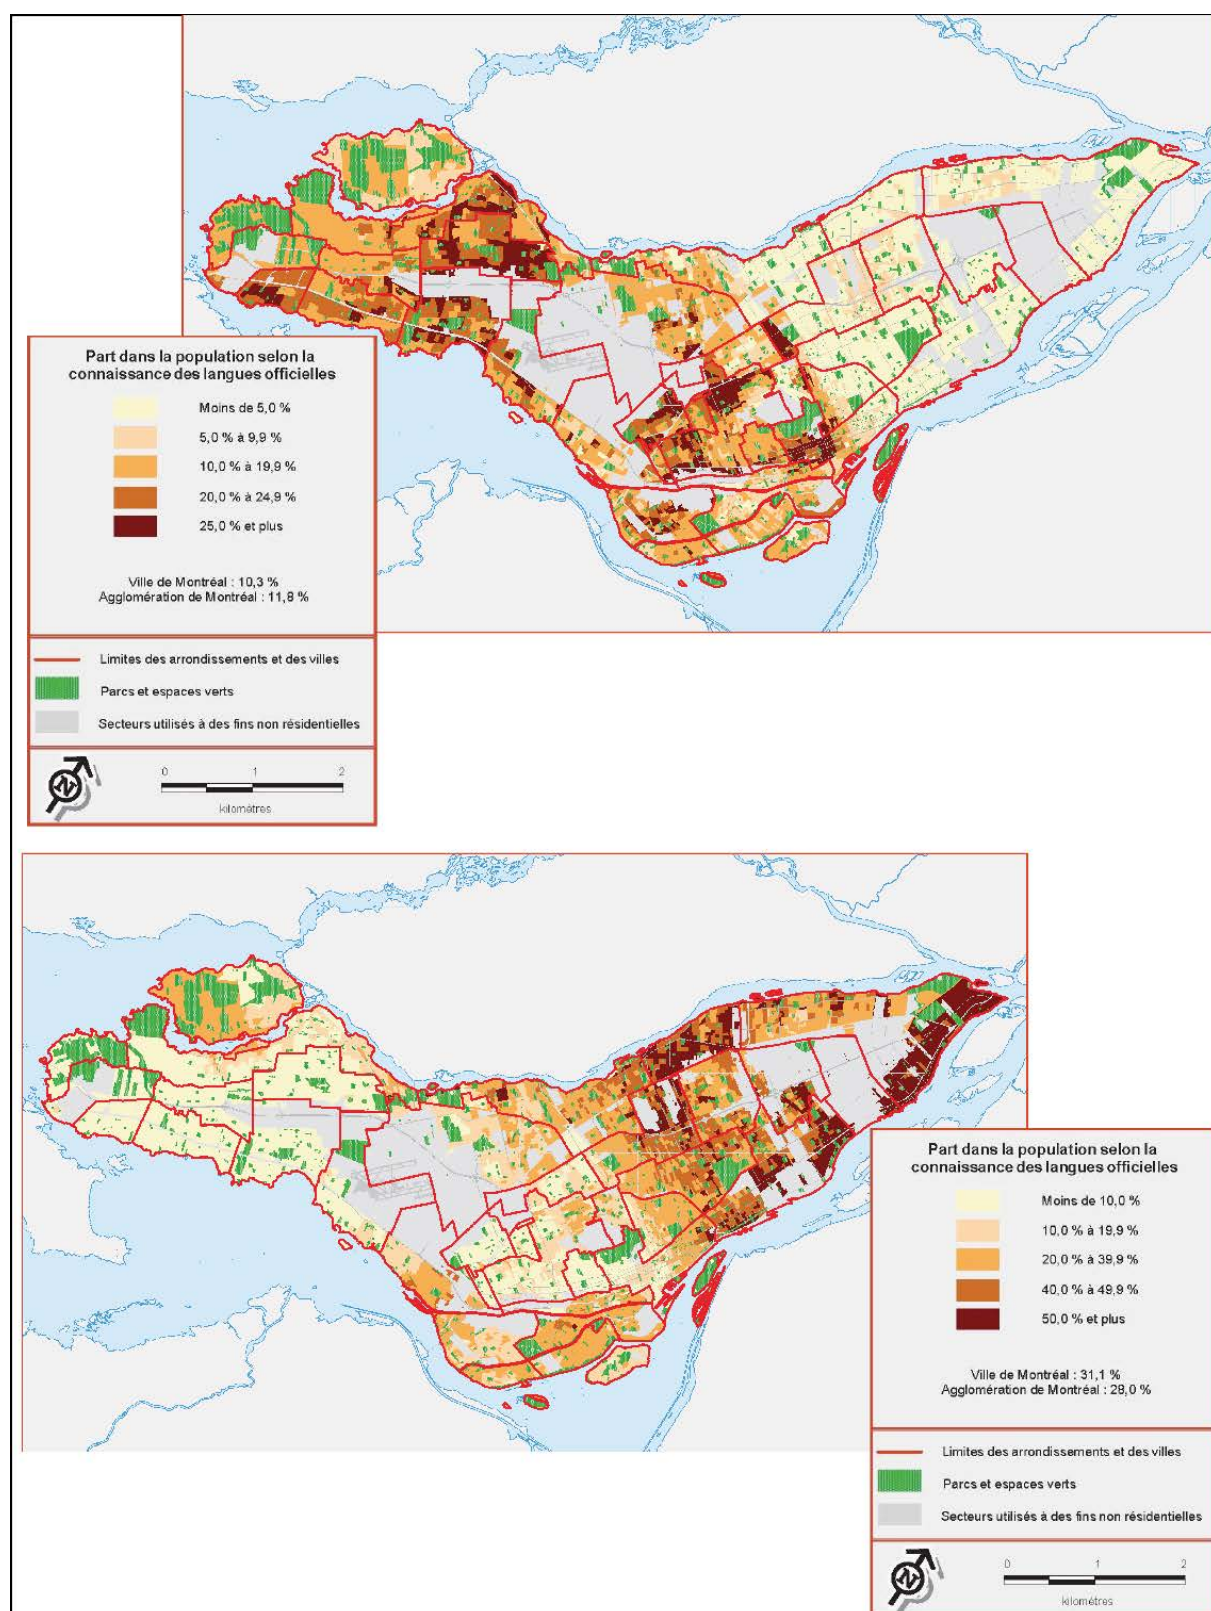 Part dans la population selon la
connaissance des langues officielles
Moins de 5,0 %
5,0 % à 9,9 %
10,0 % à 19,9 %
20,0 % à 24,9 %
25,0 % et plus
Ville de Montréal : 10,3 %
Agglomération de Montréal : 11,8 %
Limites des arrondissements et des villes
Parcs et espaces verts
Secteurs utilisés à des fins non résidentielles
N
0 1 2
kilométres
Part dans la population selon la
connaissance des langues officielles
Moins de 10,0 %
10,0 % à 19,9 %
20,0 % à 39,9 %
40,0 % à 49,9 %
50,0 % et plus
Ville de Montréal : 31,1 %
Agglomération de Montréal : 28,0 %
Limites des arrondissements et des villes
Parcs et espaces verts
Secteurs utilisés à des fins non résidentielles
N
0 1 2
kilométres